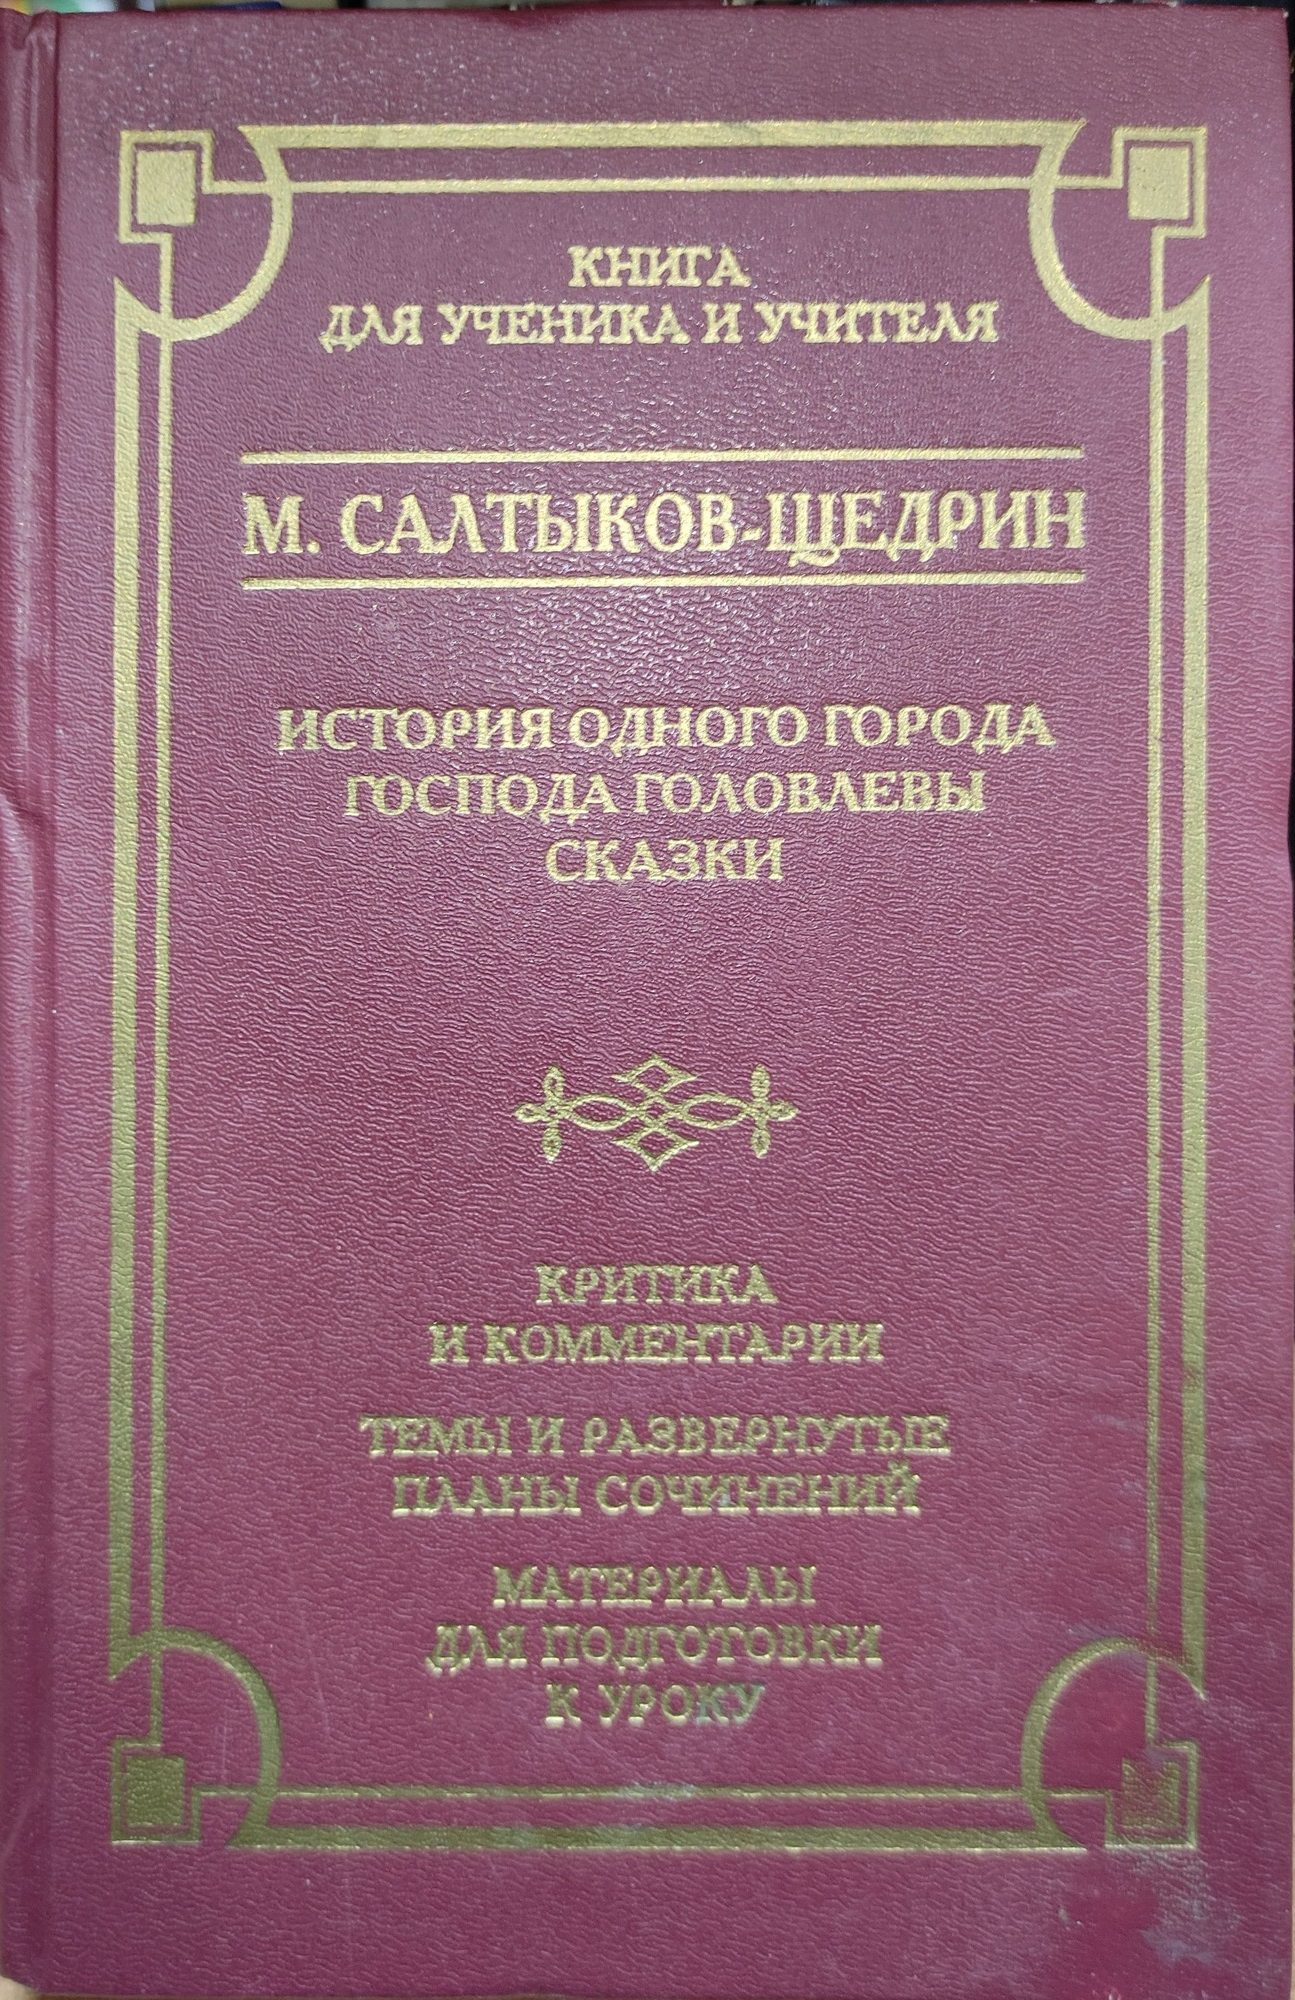 КНИГА
ДЛЯ УЧЕНИКА И УЧИТЕЛЯ
М. САЛТЫКОВ-ЩЕДРИН
ИСТОРИЯ ОДНОГО ГОРОДА
ГОСПОДА ГОЛОВЛЕВЫ
СКАЗКИ
КРИТИКА
И КОММЕНТАРИИ
ТЕМЫ И РАЗВЕРНУТЫЕ
ПЛАНЫ СОЧИНЕНИЙ
МАТЕРИАЛЫ
ДЛЯ ПОДГОТОВКИ
К УРОКУ